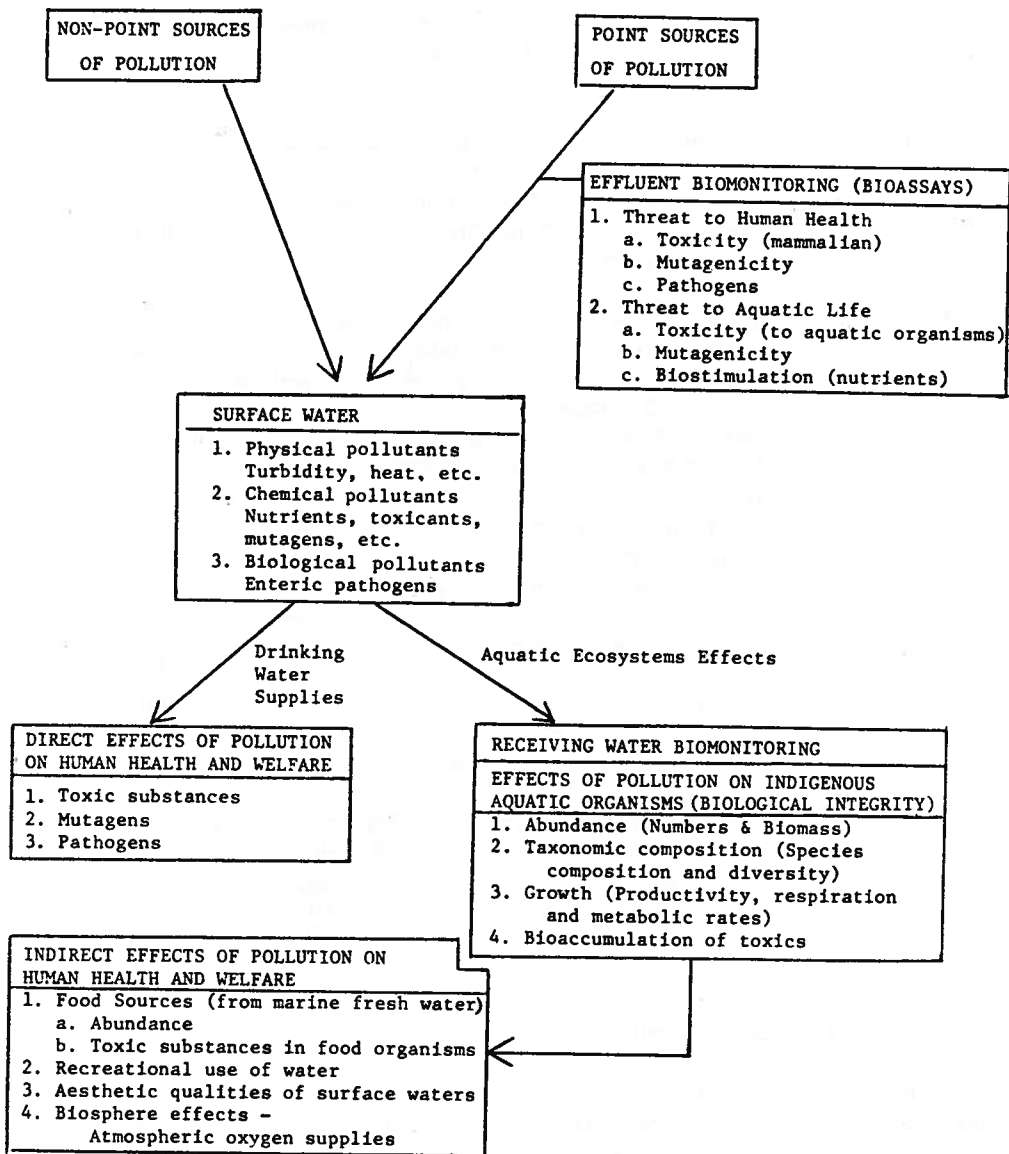 NON-POINT SOURCES
OF POLLUTION
POINT SOURCES
OF POLLUTION
EFFLUENT BIOMONITORING (BIOASSAYS)
1. Threat to Human Health
a. Toxicity (mammalian)
b. Mutagenicity
c. Pathogens
2. Threat to Aquatic Life
a. Toxicity (to aquatic organisms)
b. Mutagenicity
c. Biostimulation (nutrients)
SURFACE WATER
1. Physical pollutants
Turbidity, heat, etc.
2. Chemical pollutants
Nutrients, toxicants,
mutagens, etc.
3. Biological pollutants
Enteric pathogens
Drinking
Water
Supplies
Aquatic Ecosystems Effects
DIRECT EFFECTS OF POLLUTION
ON HUMAN HEALTH AND WELFARE
1. Toxic substances
2. Mutagens
3. Pathogens
RECEIVING WATER BIOMONITORING
EFFECTS OF POLLUTION ON INDIGENOUS
AQUATIC ORGANISMS (BIOLOGICAL INTEGRITY)
1. Abundance (Numbers & Biomass)
2. Taxonomic composition (Species
composition and diversity)
3. Growth (Productivity, respiration
and metabolic rates)
4. Bioaccumulation of toxics
INDIRECT EFFECTS OF POLLUTION ON
HUMAN HEALTH AND WELFARE
1. Food Sources (from marine fresh water)
a. Abundance
b. Toxic substances in food organisms
2. Recreational use of water
3. Aesthetic qualities of surface waters
4. Biosphere effects -
Atmospheric oxygen supplies